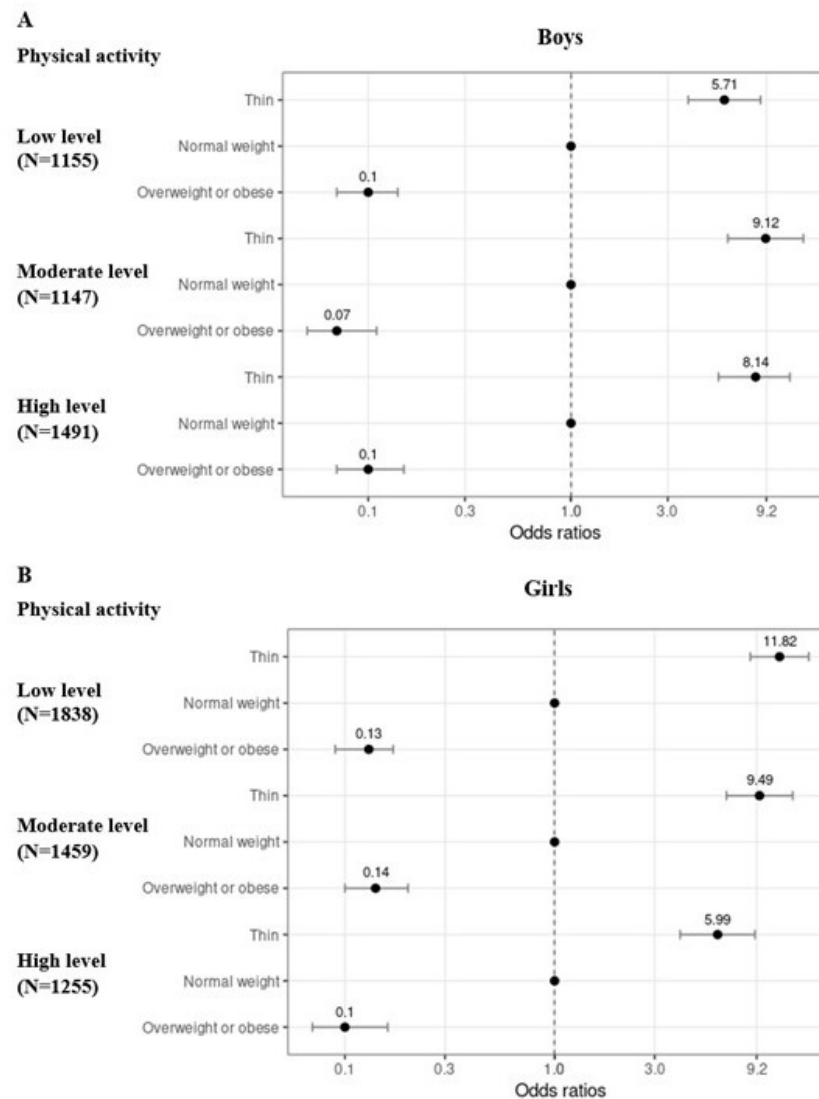 A
Boys
Physical activity
5.71
Thin
Low level
(N=1155)
Normal weight
0.1
Overweight or obese
9.12
Thin
Moderate level
(N=1147)
Normal weight
0.07
Overweight or obese
8.14
Thin
High level
(N=1491)
Normal weight
0.1
Overweight or obese
0.1 0.3 1.0 3.0 9.2
Odds ratios
B
Girls
Physical activity
11.82
Thin
Low level
(N=1838)
Normal weight
0.13
Overweight or obese
9.49
Thin
Moderate level
(N=1459)
Normal weight
0.14
Overweight or obese
5.99
Thin
High level
(N=1255)
Normal weight
0.1
Overweight or obese
0.1 0.3 1.0 3.0 9.2
Odds ratios